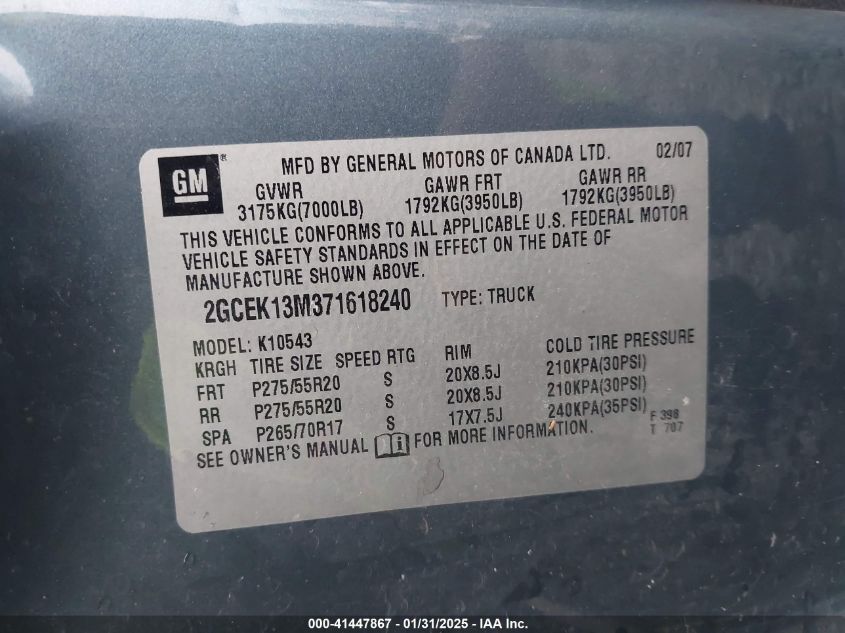 GM® MFD BY GENERAL MOTORS OF CANADA LTD. 02/07
GVWR GAWR FRT GAWR RR
3175KG(7000LB) 1792KG(3950LB) 1792KG(3950LB)
THIS VEHICLE CONFORMS TO ALL APPLICABLE U.S. FEDERAL MOTOR
VEHICLE SAFETY STANDARDS IN EFFECT ON THE DATE OF
MANUFACTURE SHOWN ABOVE.
2GCEK13M371618240 TYPE: TRUCK
MODEL: K10543
KRGH TIRE SIZE SPEED RTG RIM COLD TIRE PRESSURE
FRT P275/55R20 S 20X8.5J 210KPA(30PSI)
RR P275/55R20 S 20X8.5J 210KPA(30PSI)
SPA P265/70R17 S 17X7.5J 240KPA(35PSI)
F 398
T 707
SEE OWNER'S MANUAL FOR MORE INFORMATION.
000-41447867 - 01/31/2025 - IAA Inc.